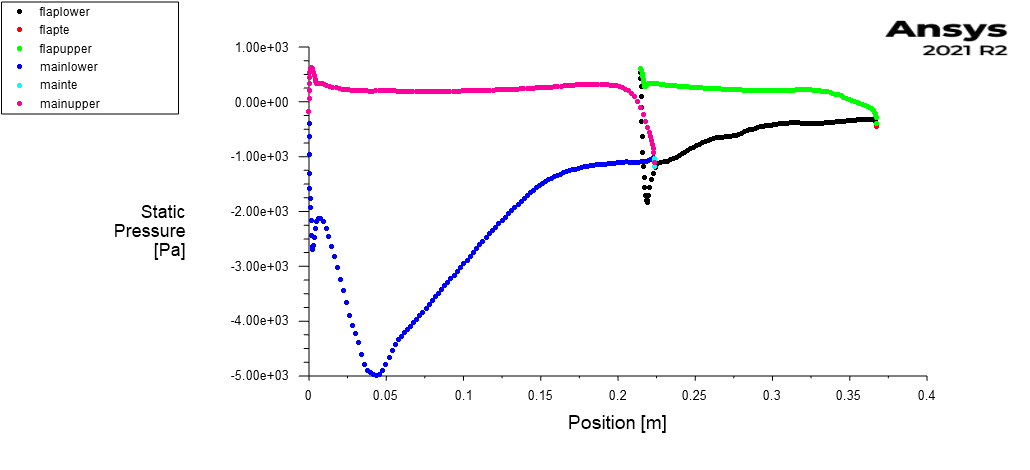 flaplower
flapte
flapupper
mainlower
mainte
mainupper
Ansys
2021 R2
1.00e+03
0.00e+00
-1.00e+03
-2.00e+03
-3.00e+03
-4.00e+03
-5.00e+03
Static
Pressure
[Pa]
0 0.05 0.1 0.15 0.2 0.25 0.3 0.35 0.4
Position [m]